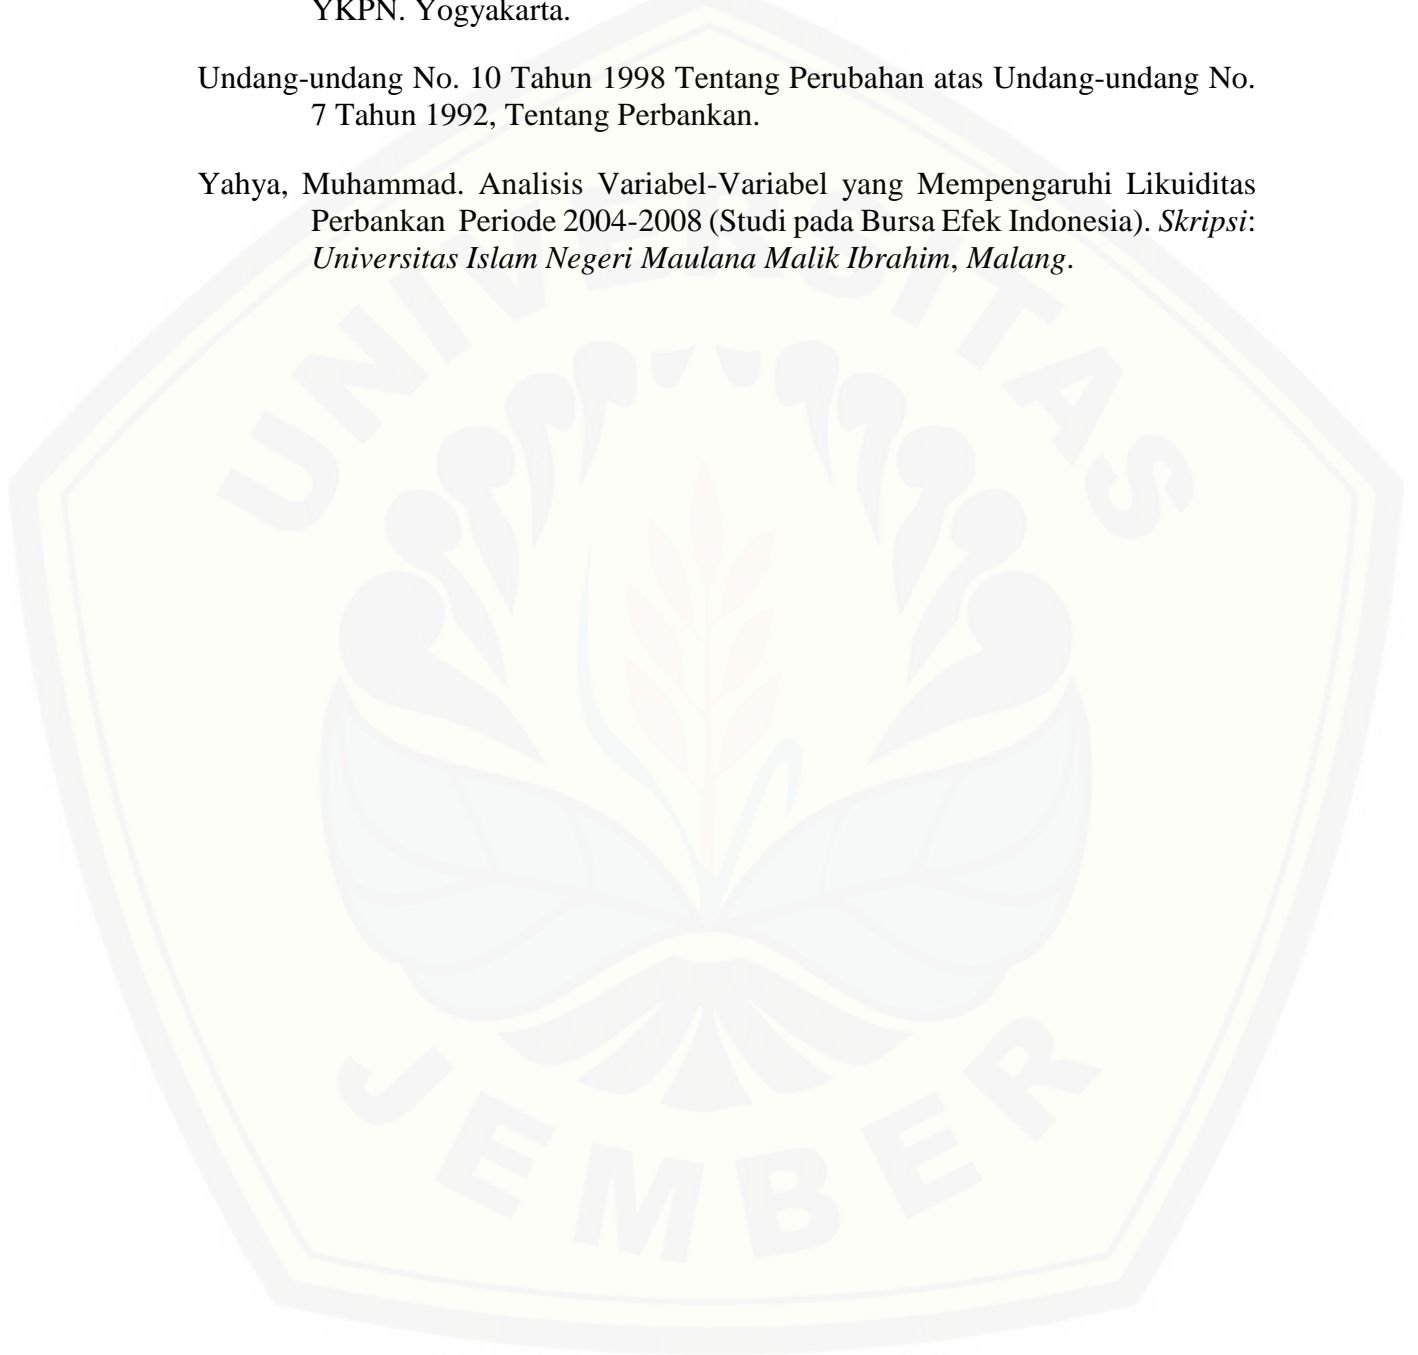 YKPN. Yogyakarta.
Undang-undang No. 10 Tahun 1998 Tentang Perubahan atas Undang-undang No.
7 Tahun 1992, Tentang Perbankan.
Yahya, Muhammad. Analisis Variabel-Variabel yang Mempengaruhi Likuiditas
Perbankan Periode 2004-2008 (Studi pada Bursa Efek Indonesia). Skripsi:
Universitas Islam Negeri Maulana Malik Ibrahim, Malang.
UNIVERSITAS
JEMBER